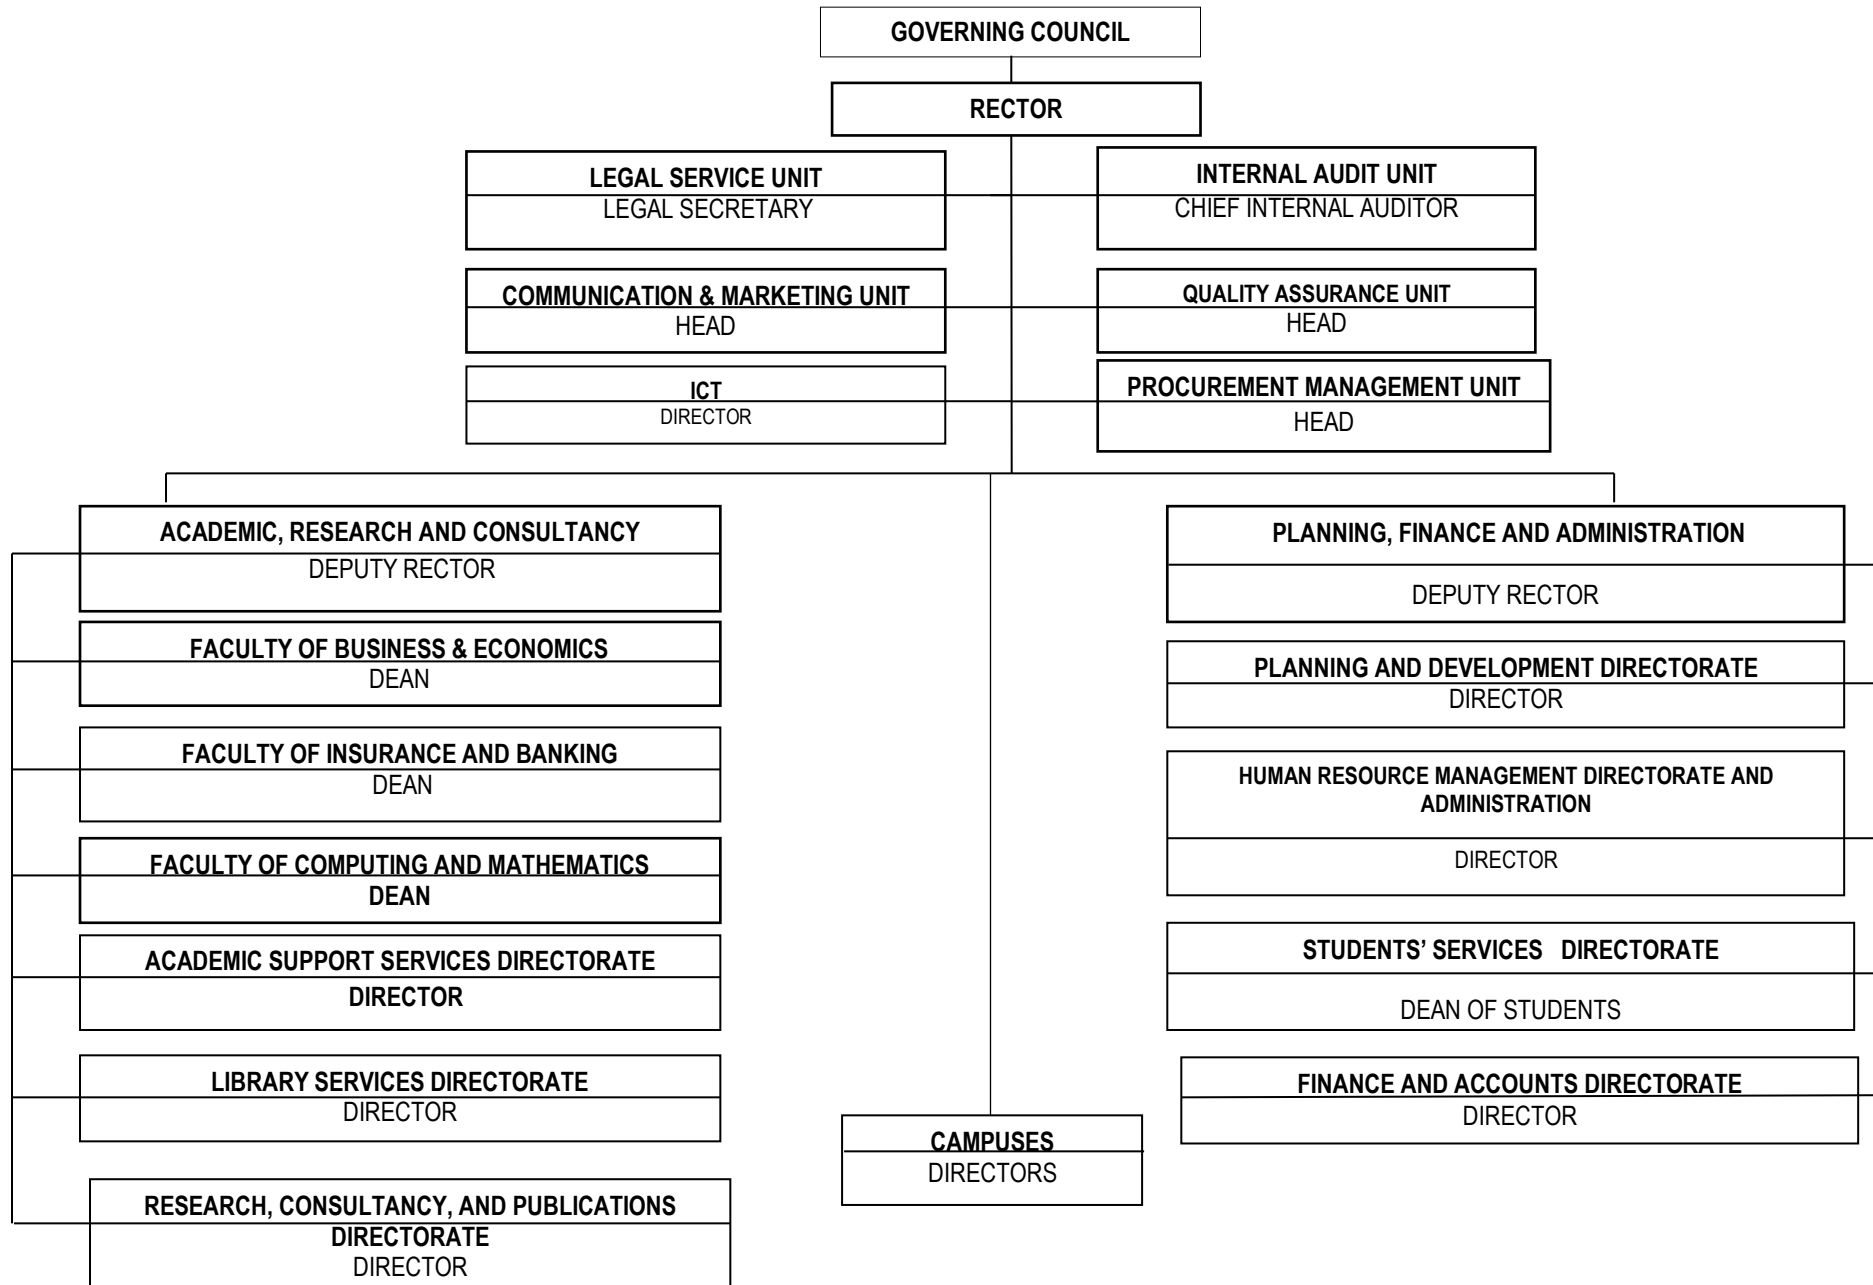 GOVERNING COUNCIL
RECTOR
LEGAL SERVICE UNIT
LEGAL SECRETARY
INTERNAL AUDIT UNIT
CHIEF INTERNAL AUDITOR
COMMUNICATION & MARKETING UNIT
HEAD
QUALITY ASSURANCE UNIT
HEAD
ICT
DIRECTOR
PROCUREMENT MANAGEMENT UNIT
HEAD
ACADEMIC, RESEARCH AND CONSULTANCY
DEPUTY RECTOR
FACULTY OF BUSINESS & ECONOMICS
DEAN
FACULTY OF INSURANCE AND BANKING
DEAN
FACULTY OF COMPUTING AND MATHEMATICS
DEAN
ACADEMIC SUPPORT SERVICES DIRECTORATE
DIRECTOR
LIBRARY SERVICES DIRECTORATE
DIRECTOR
RESEARCH, CONSULTANCY, AND PUBLICATIONS
DIRECTORATE
DIRECTOR
CAMPUSES
DIRECTORS
PLANNING, FINANCE AND ADMINISTRATION
DEPUTY RECTOR
PLANNING AND DEVELOPMENT DIRECTORATE
DIRECTOR
HUMAN RESOURCE MANAGEMENT DIRECTORATE AND
ADMINISTRATION
DIRECTOR
STUDENTS’ SERVICES DIRECTORATE
DEAN OF STUDENTS
FINANCE AND ACCOUNTS DIRECTORATE
DIRECTOR